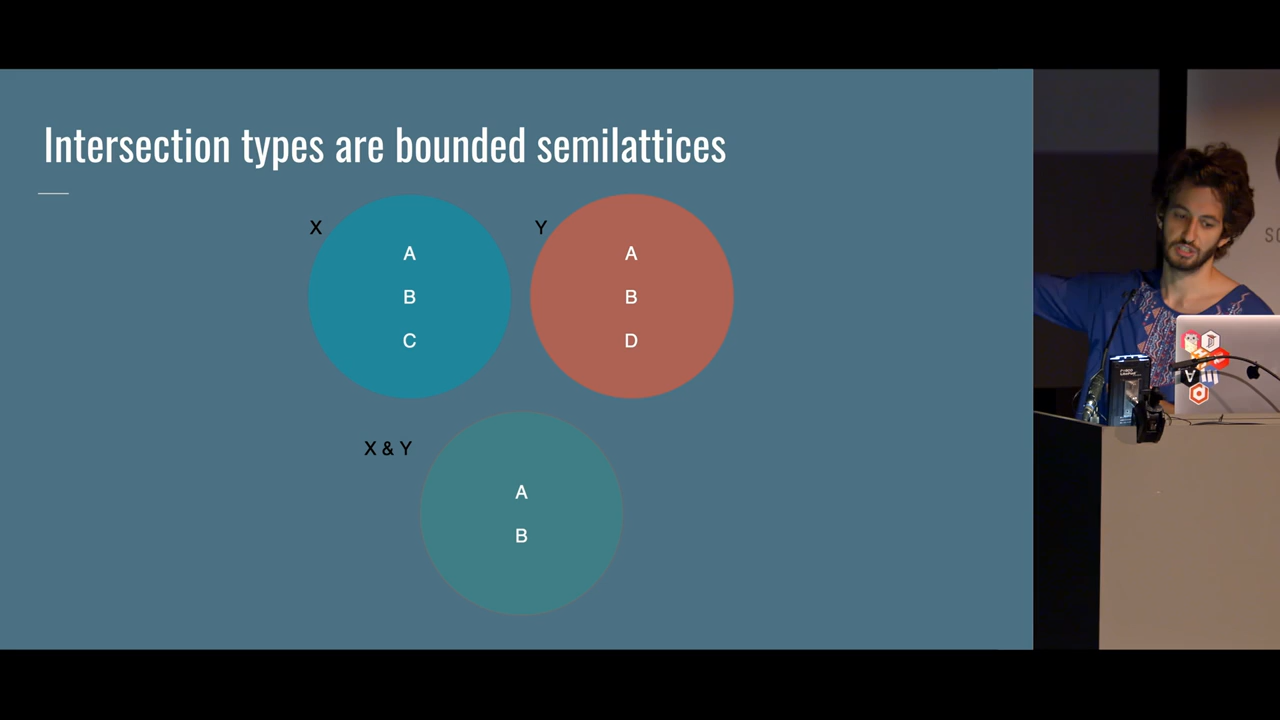 Intersection types are bounded semilattices
X
Y
A
B
C
A
B
D
X & Y
A
B